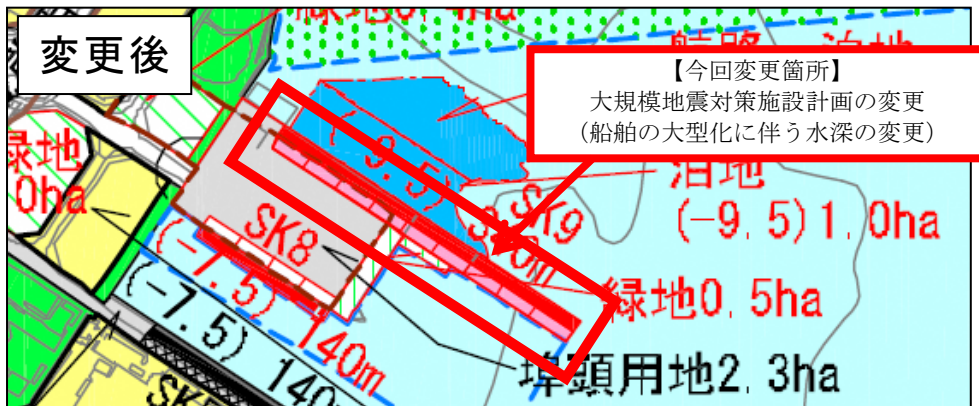 変更後
【今回変更箇所】
大規模地震対策施設計画の変更
(船舶の大型化に伴う水深の変更)
泊地
(-9.5)1.0ha
緑地0.5ha
埠頭用地2.3ha
緑地
0ha
(-9.5)
SK9
SK8
(-7.5) 140m
(-7.5) 140